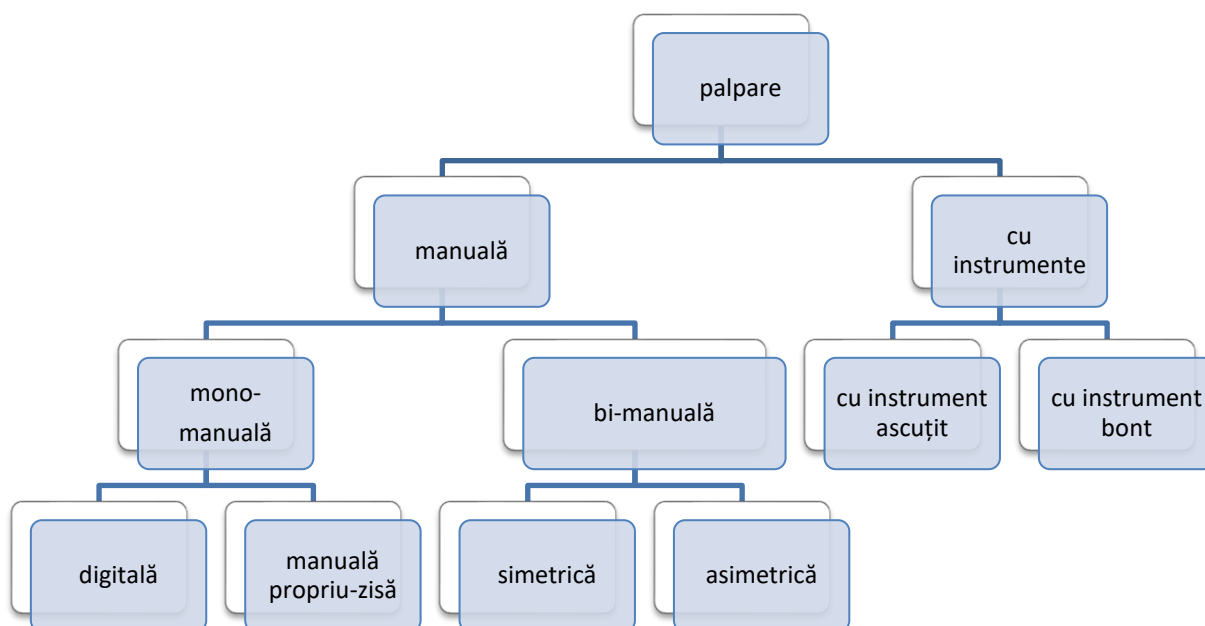 palpare
manuală
cu
instrumente
mono-
manuală
bi-manuală
cu instrument
ascuțit
cu instrument
bont
digitală
manuală
propriu-zisă
simetrică
asimetrică